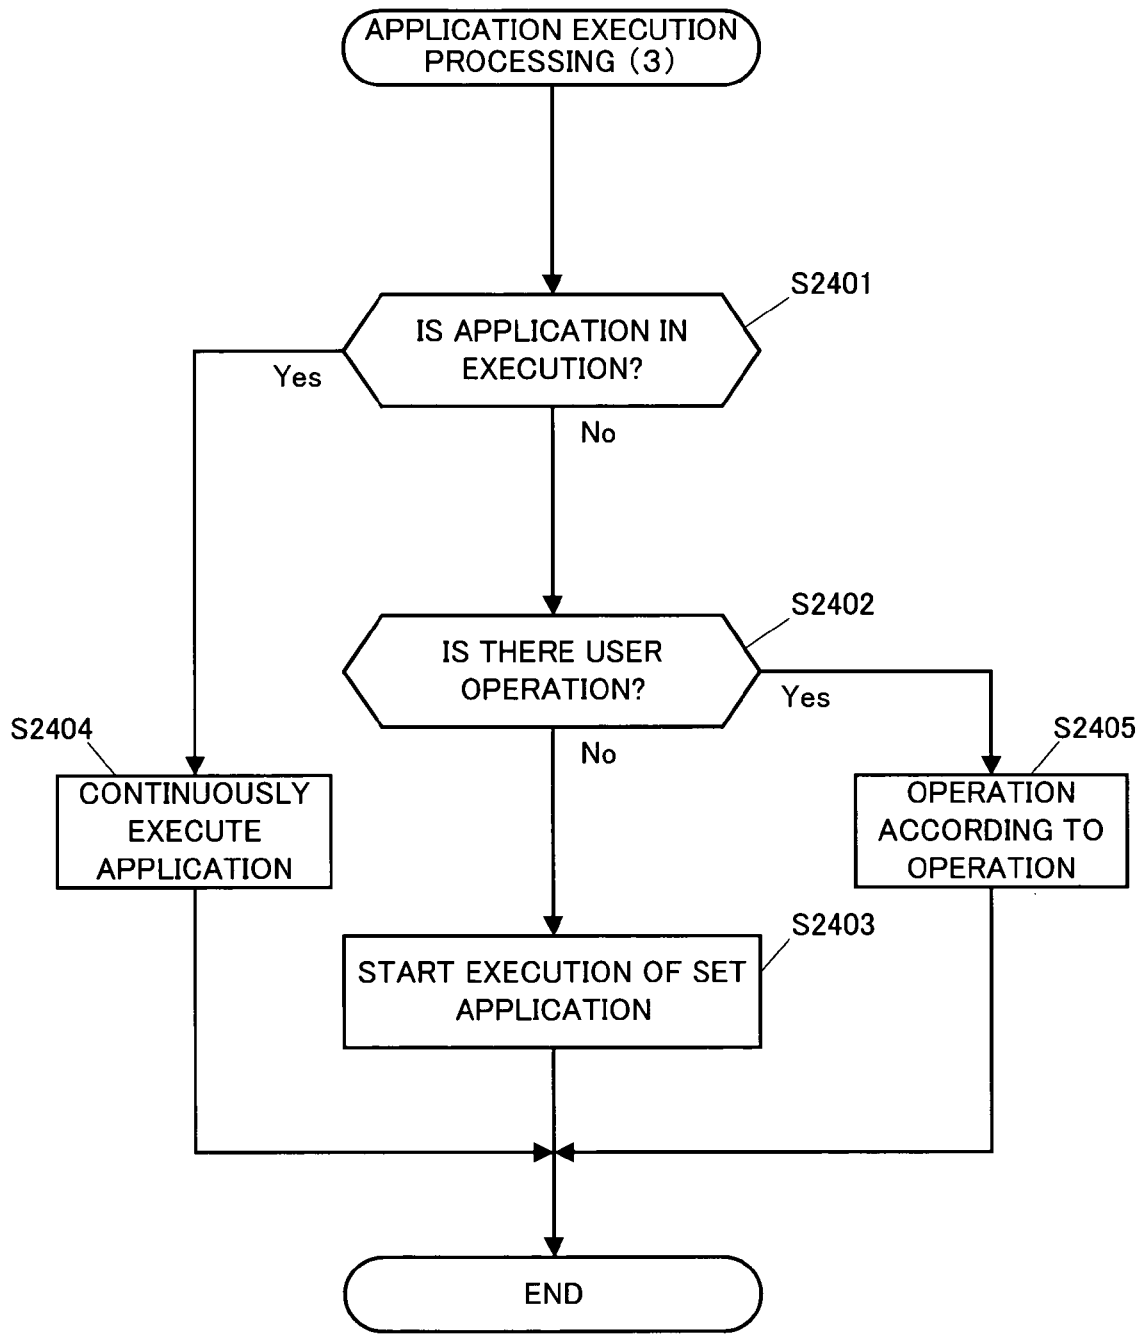 APPLICATION EXECUTION
PROCESSING (3)
S2401
IS APPLICATION IN
EXECUTION?
Yes
No
S2402
IS THERE USER
OPERATION?
Yes
No
S2404
CONTINUOUSLY
EXECUTE
APPLICATION
S2405
OPERATION
ACCORDING TO
OPERATION
S2403
START EXECUTION OF SET
APPLICATION
END